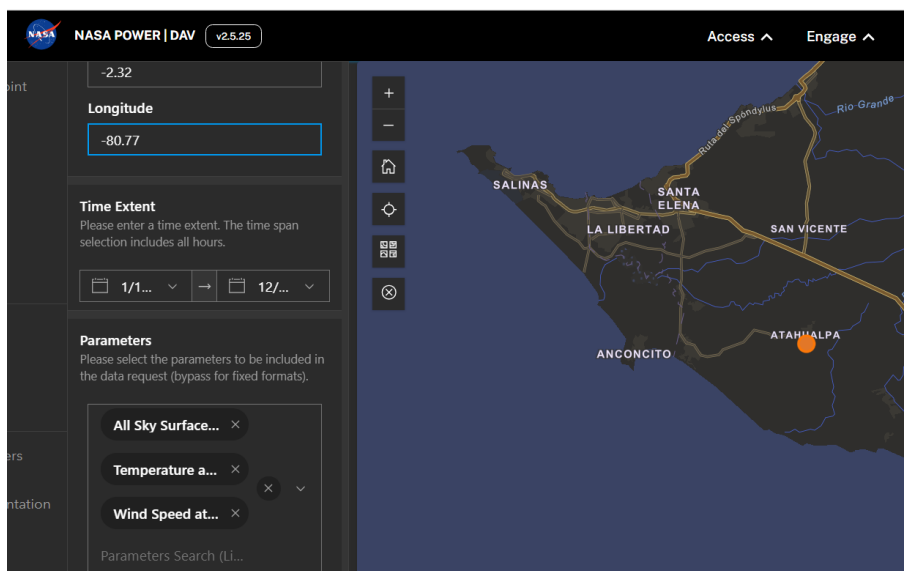 NASA
NASA POWER | DAV
v2.5.25
Access
Engage
oint
ers
ntation
-2.32
Longitude
-80.77
Time Extent
Please enter a time extent. The time span
selection includes all hours.
1/1...
→
12/...
Parameters
Please select the parameters to be included in
the data request (bypass for fixed formats).
All Sky Surface... ×
Temperature a... ×
Wind Speed at... ×
Parameters Search (Li...
+
−
Ruta del Spóndylus
Rio Grande
SALINAS
SANTA
ELENA
LA LIBERTAD
SAN VICENTE
ATAHUALPA
ANCONCITO